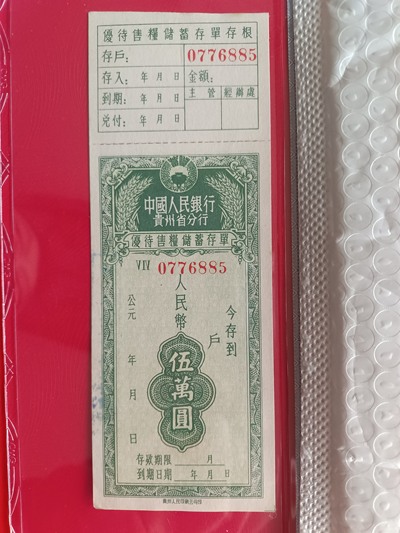 優待售糧儲蓄存單存根
存戶: 0776885
存入: 年 月 日 金額:
到期: 年 月 日 主管 經辦處
兌付: 年 月 日
中國人民銀行
貴州省分行
優待售糧儲蓄存單
VIV 0776885
今存到
戶
人民幣
伍萬圓
公元 年 月 日
存款期限 月
到期日期 年 月 日